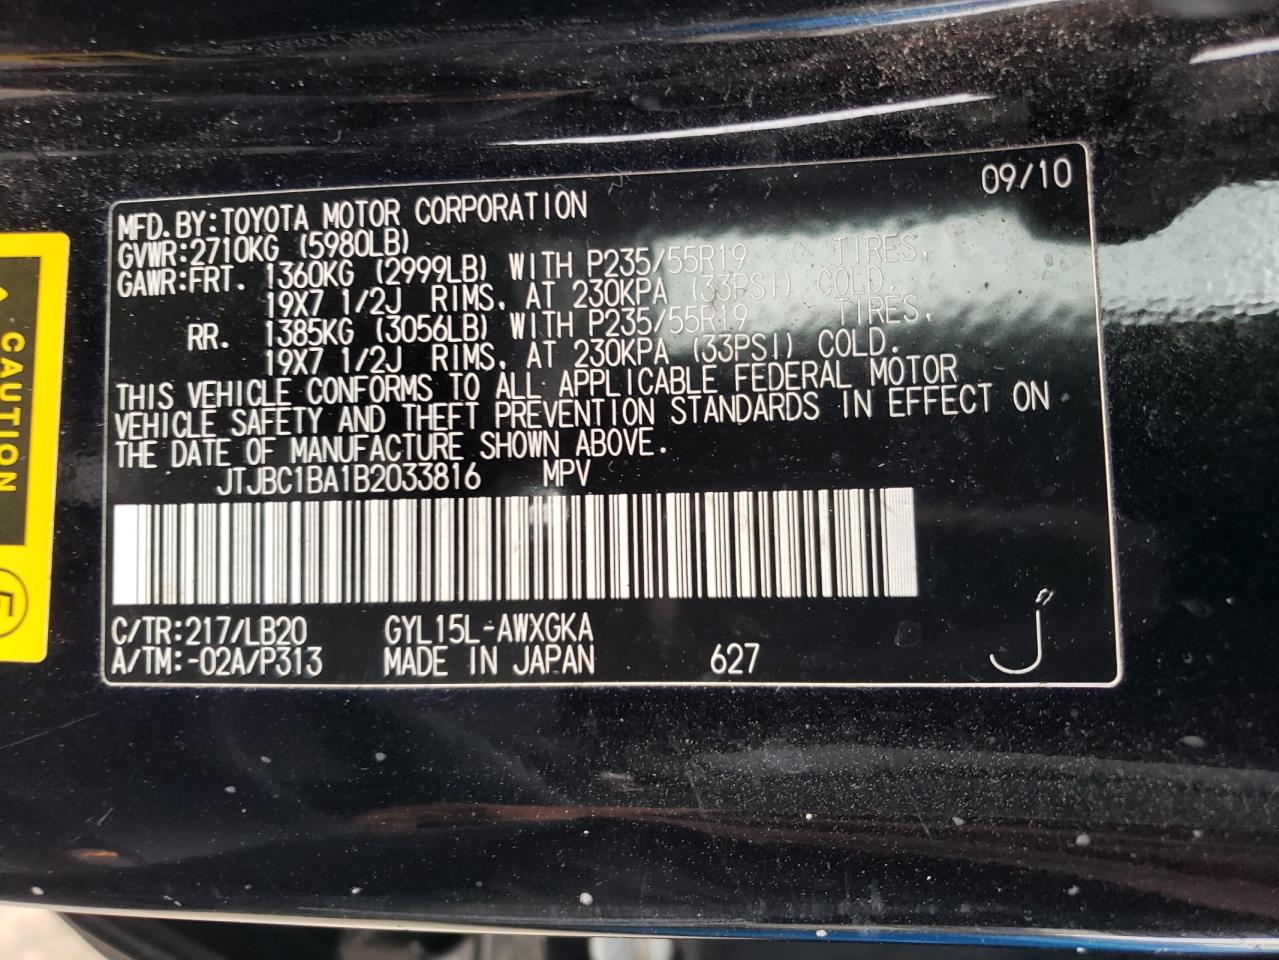 09/10
MFD.BY:TOYOTA MOTOR CORPORATION
GVWR:2710KG (5980LB)
GAWR:FRT. 1360KG (2999LB) WITH P235/55R19 TIRES,
19X7 1/2J RIMS, AT 230KPA (33PSI) COLD.
RR. 1385KG (3056LB) WITH P235/55R19 TIRES,
19X7 1/2J RIMS, AT 230KPA (33PSI) COLD.
THIS VEHICLE CONFORMS TO ALL APPLICABLE FEDERAL MOTOR
VEHICLE SAFETY AND THEFT PREVENTION STANDARDS IN EFFECT ON
THE DATE OF MANUFACTURE SHOWN ABOVE.
JTJBC1BA1B2033816 MPV
C/TR:217/LB20 GYL15L-AWXGKA
A/TM:-02A/P313 MADE IN JAPAN 627 J
CAUTION